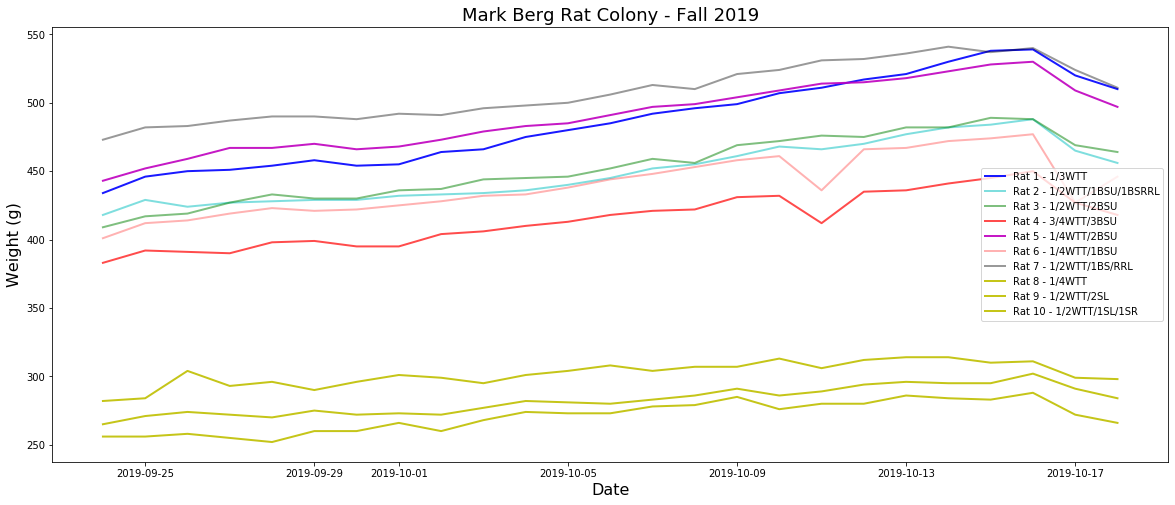 Mark Berg Rat Colony - Fall 2019
Weight (g)
550
500
450
400
350
300
250
Rat 1 - 1/3WTT
Rat 2 - 1/2WTT/1BSU/1BSRRL
Rat 3 - 1/2WTT/2BSU
Rat 4 - 3/4WTT/3BSU
Rat 5 - 1/4WTT/2BSU
Rat 6 - 1/4WTT/1BSU
Rat 7 - 1/2WTT/1BS/RRL
Rat 8 - 1/4WTT
Rat 9 - 1/2WTT/2SL
Rat 10 - 1/2WTT/1SL/1SR
2019-09-25
2019-09-29
2019-10-01
2019-10-05
2019-10-09
2019-10-13
2019-10-17
Date